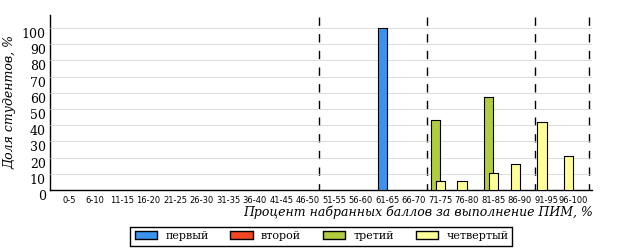 Доля студентов, %
100
90
80
70
60
50
40
30
20
10
0
0-5 6-10 11-15 16-20 21-25 26-30 31-35 36-40 41-45 46-50 51-55 56-60 61-65 66-70 71-75 76-80 81-85 86-90 91-95 96-100
Процент набранных баллов за выполнение ПИМ, %
первый второй третий четвертый